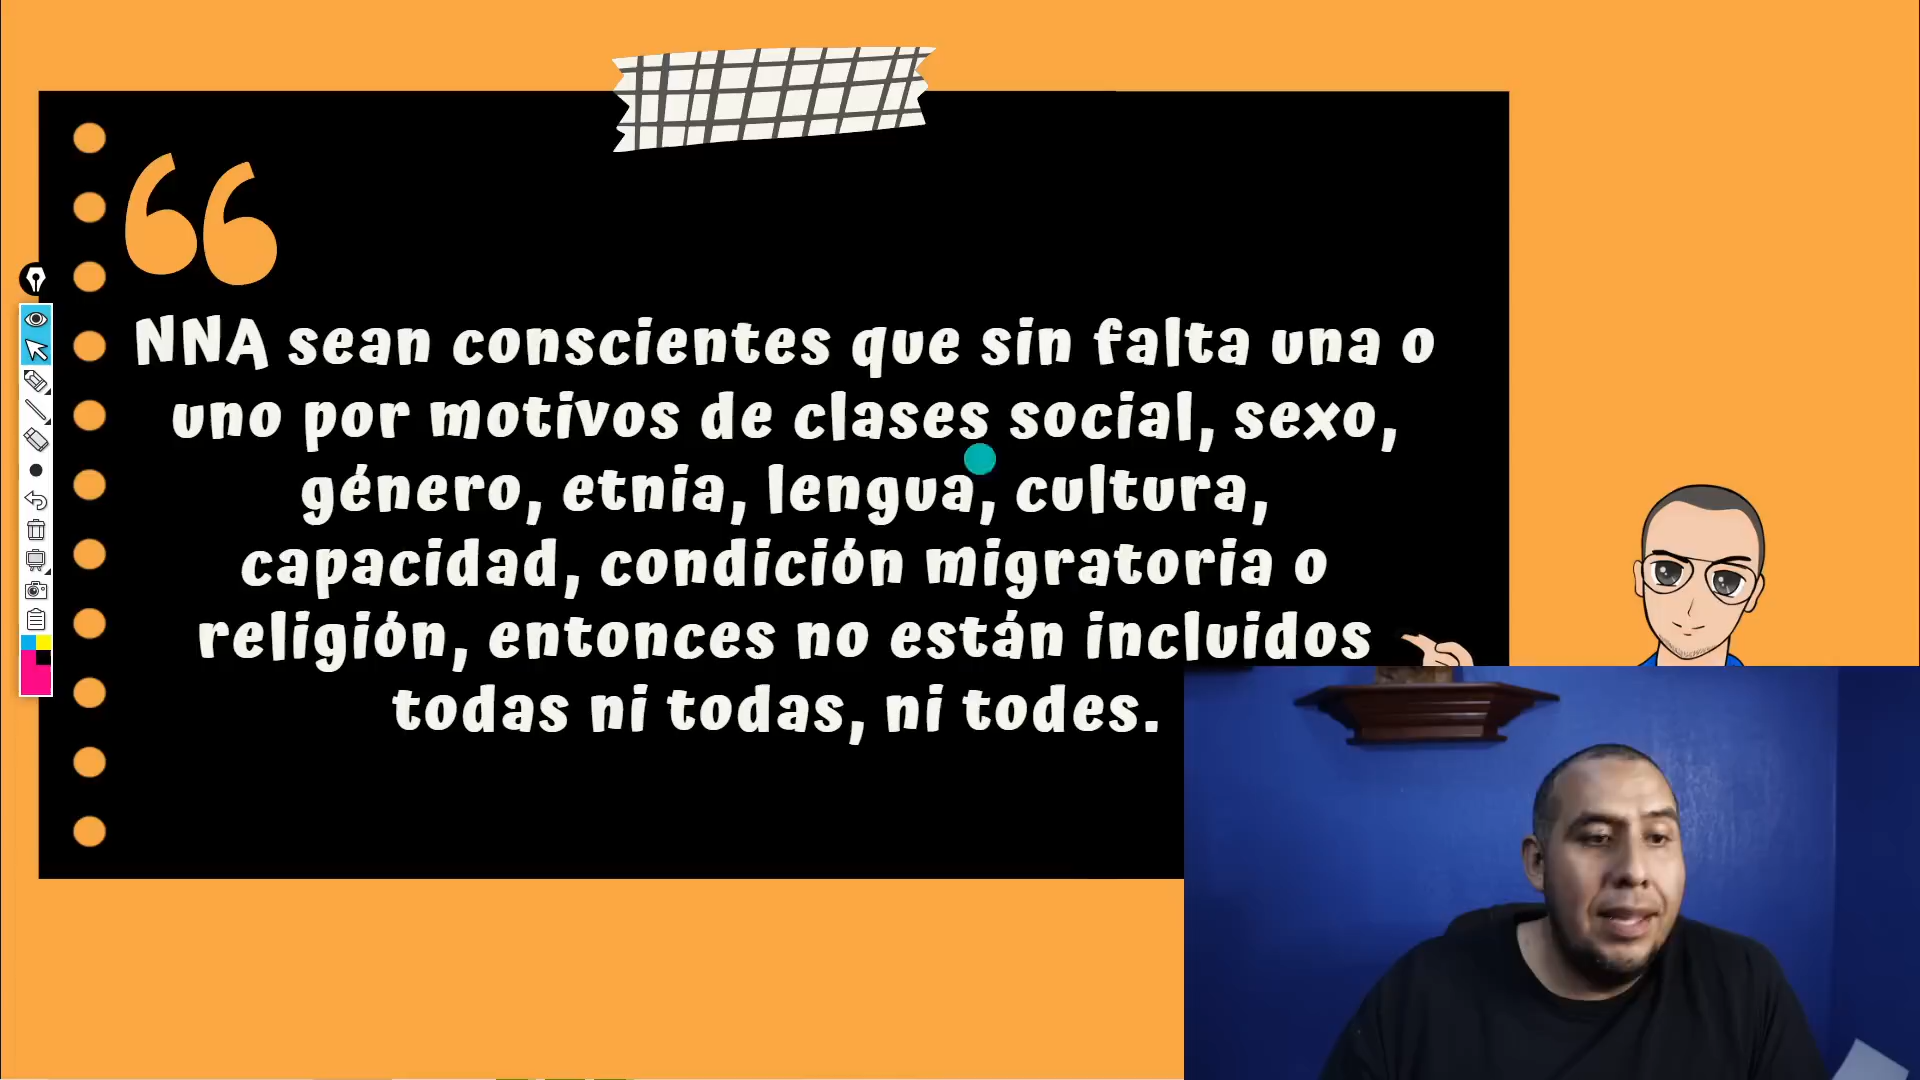 NNA sean conscientes que sin falta una o
uno por motivos de clases social, sexo,
género, etnia, lengua, cultura,
capacidad, condición migratoria o
religión, entonces no están incluidos
todas ni todas, ni todes.